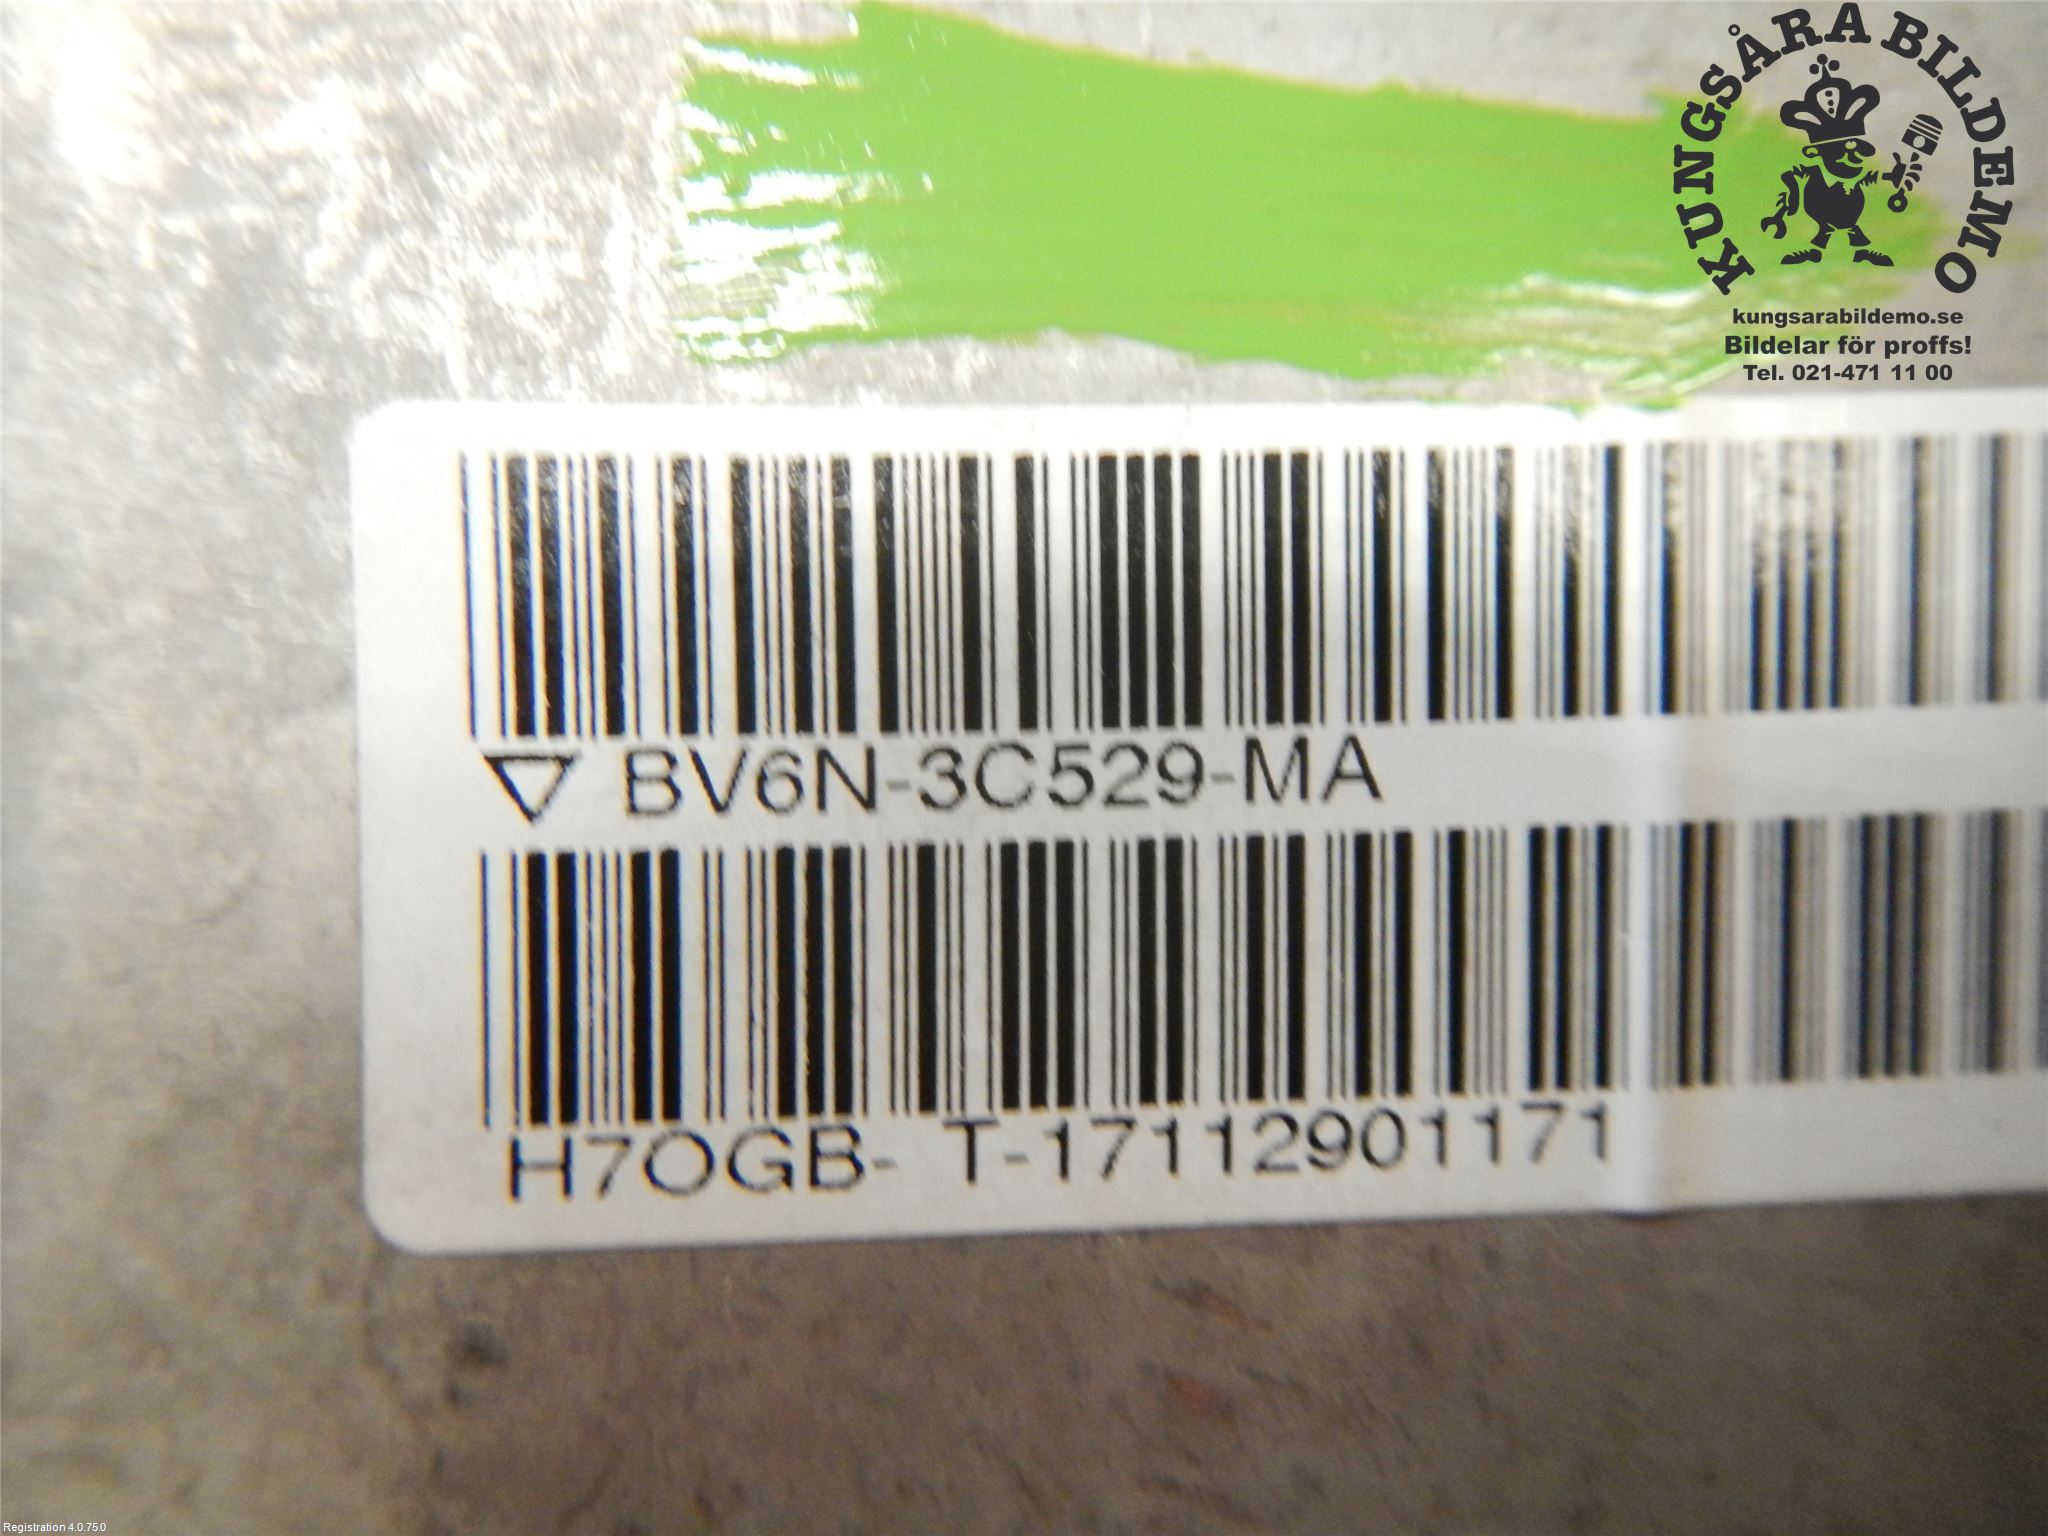 KUNGSÅRA BILDEMO
kungsarabildemo.se
Bildelar för proffs!
Tel. 021-471 11 00
BV6N-3C529-MA
H7OGB- T-17112901171
Registration 4.0.75.0